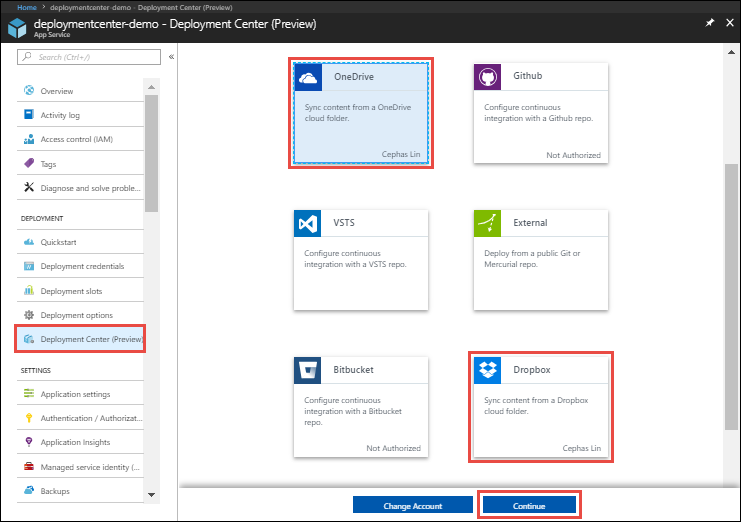 Home > deploymentcenter-demo - Deployment Center (Preview)
deploymentcenter-demo - Deployment Center (Preview)
App Service
Search (Ctrl+/)
Overview
Activity log
Access control (IAM)
Tags
Diagnose and solve proble...
DEPLOYMENT
Quickstart
Deployment credentials
Deployment slots
Deployment options
Deployment Center (Preview)
SETTINGS
Application settings
Authentication / Authorizat...
Application Insights
Managed service identity (...
Backups
OneDrive
Sync content from a OneDrive
cloud folder.
Cephas Lin
Github
Configure continuous
integration with a Github repo.
Not Authorized
VSTS
Configure continuous
integration with a VSTS repo.
External
Deploy from a public Git or
Mercurial repo.
Bitbucket
Configure continuous
integration with a Bitbucket
repo.
Not Authorized
Dropbox
Sync content from a Dropbox
cloud folder.
Cephas Lin
Change Account
Continue